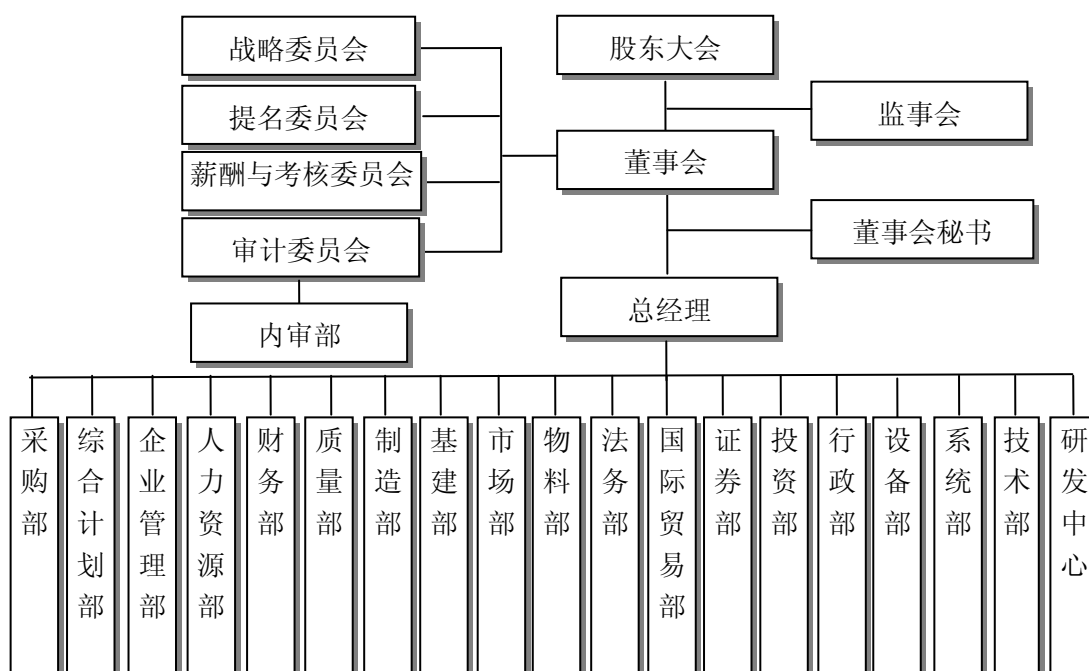 战略委员会
股东大会
提名委员会
监事会
薪酬与考核委员会
董事会
审计委员会
董事会秘书
内审部
总经理
采购部
综合计划部
企业管理部
人力资源部
财务部
质量部
制造部
基建部
市场部
物料部
法务部
国际贸易部
证券部
投资部
行政部
设备部
系统部
技术部
研发中心